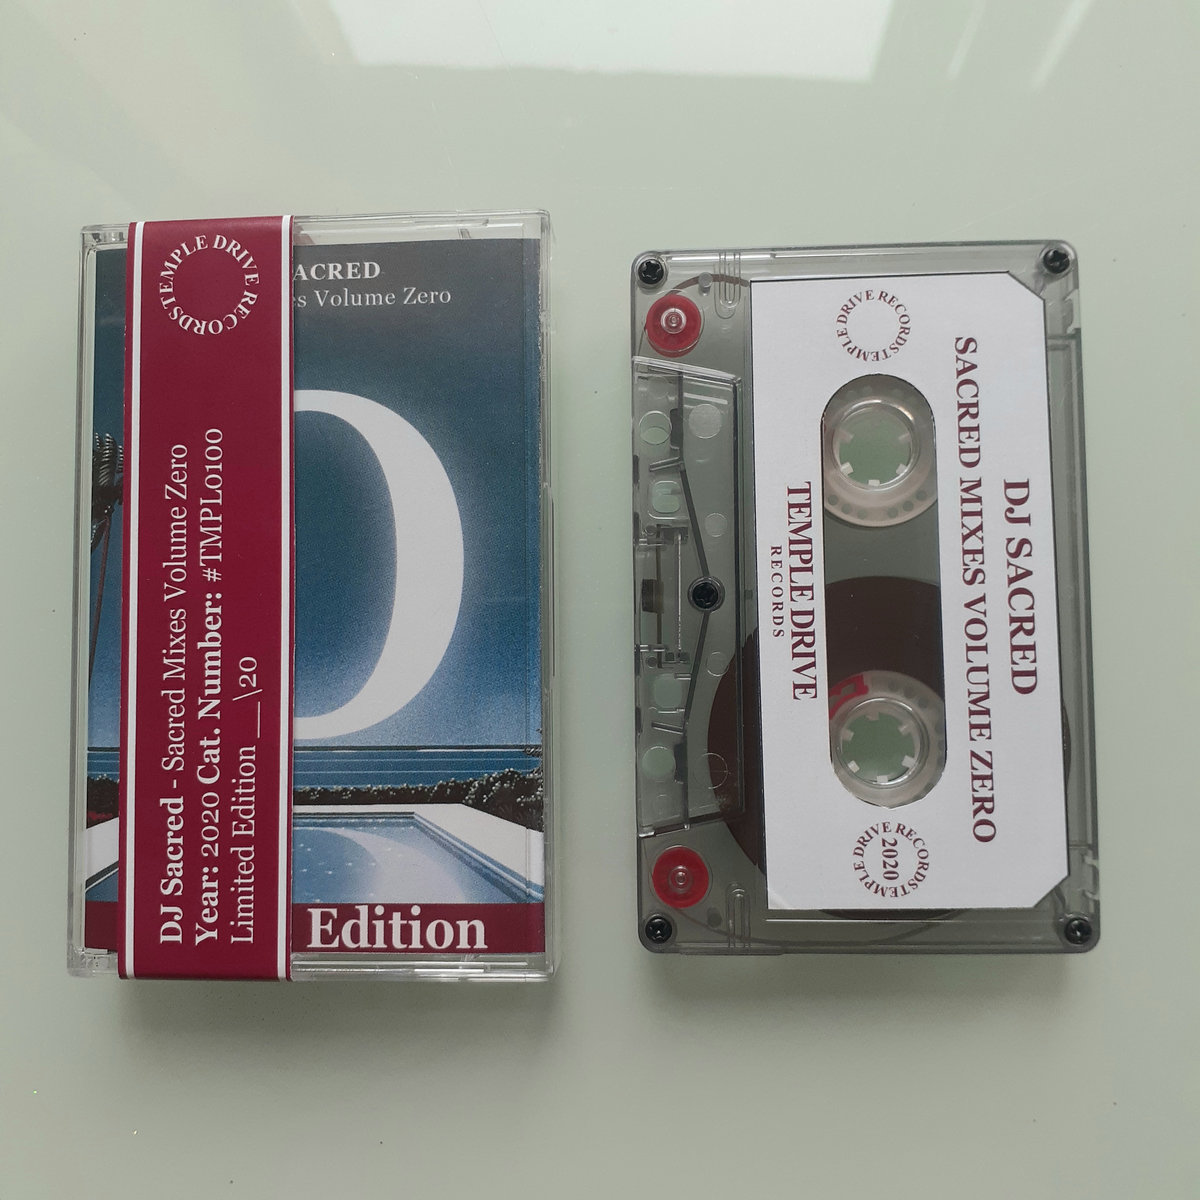 TEMPLE DRIVE RECORDS
DJ Sacred - Sacred Mixes Volume Zero
Year: 2020 Cat. Number: #TMPL0100
Limited Edition __\20
ACRED
es Volume Zero
0
Edition
TEMPLE DRIVE RECORDS
DJ SACRED
SACRED MIXES VOLUME ZERO
TEMPLE DRIVE
RECORDS
TEMPLE DRIVE RECORDS
2020